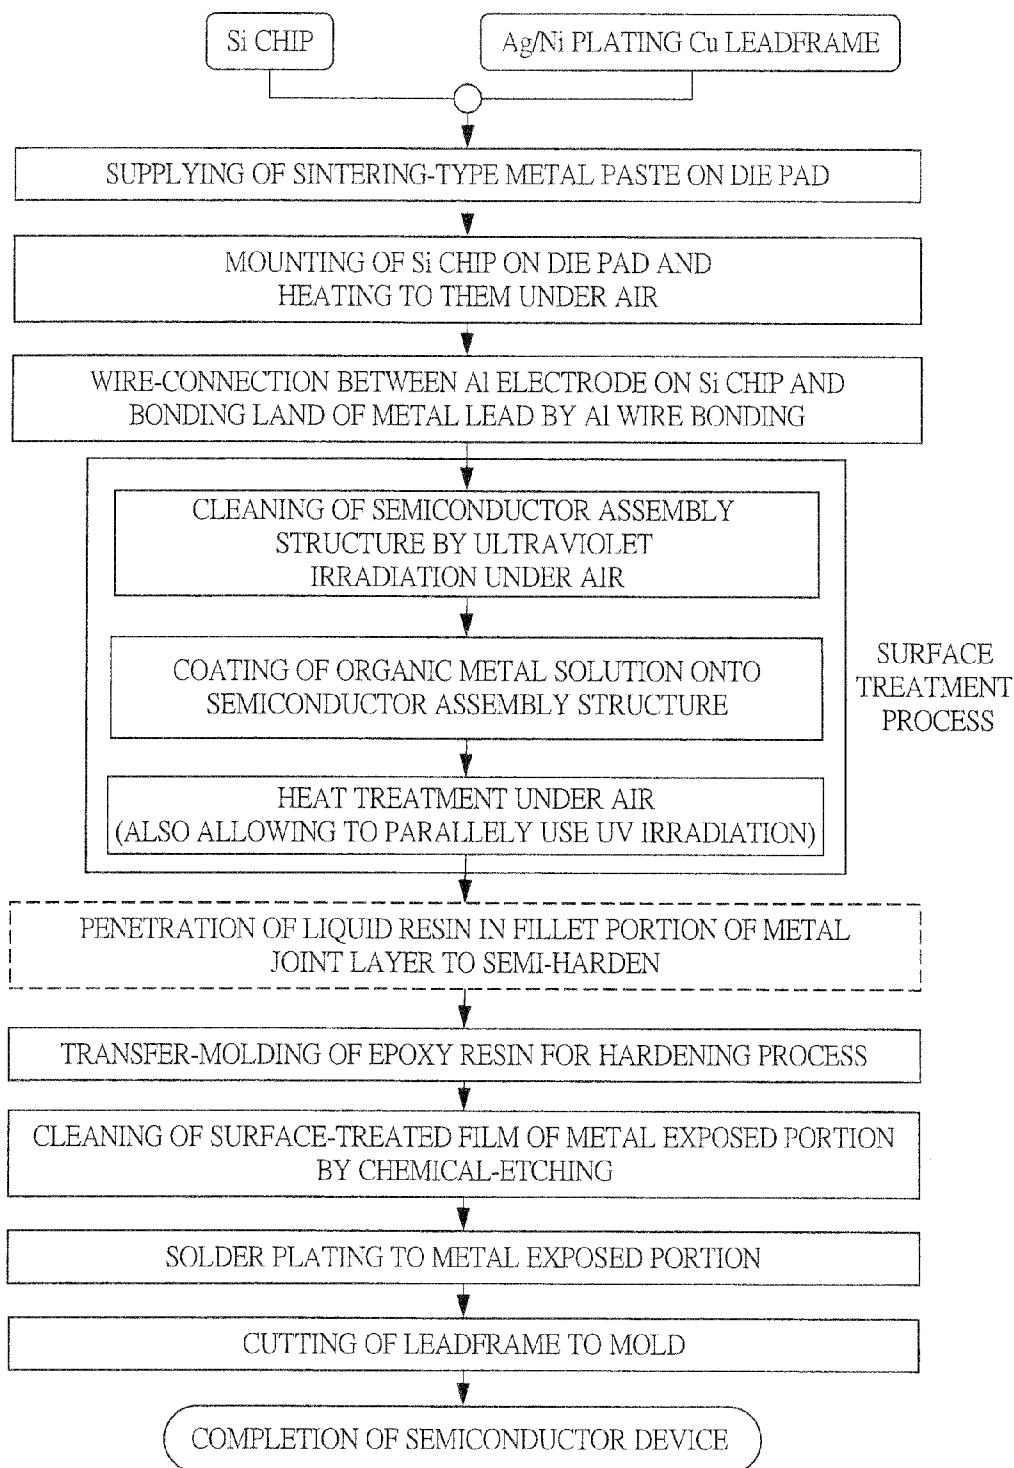 Si CHIP
Ag/Ni PLATING Cu LEADFRAME
SUPPLYING OF SINTERING-TYPE METAL PASTE ON DIE PAD
MOUNTING OF Si CHIP ON DIE PAD AND
HEATING TO THEM UNDER AIR
WIRE-CONNECTION BETWEEN Al ELECTRODE ON Si CHIP AND
BONDING LAND OF METAL LEAD BY Al WIRE BONDING
CLEANING OF SEMICONDUCTOR ASSEMBLY
STRUCTURE BY ULTRAVIOLET
IRRADIATION UNDER AIR
COATING OF ORGANIC METAL SOLUTION ONTO
SEMICONDUCTOR ASSEMBLY STRUCTURE
HEAT TREATMENT UNDER AIR
(ALSO ALLOWING TO PARALLELY USE UV IRRADIATION)
SURFACE
TREATMENT
PROCESS
PENETRATION OF LIQUID RESIN IN FILLET PORTION OF METAL
JOINT LAYER TO SEMI-HARDEN
TRANSFER-MOLDING OF EPOXY RESIN FOR HARDENING PROCESS
CLEANING OF SURFACE-TREATED FILM OF METAL EXPOSED PORTION
BY CHEMICAL-ETCHING
SOLDER PLATING TO METAL EXPOSED PORTION
CUTTING OF LEADFRAME TO MOLD
COMPLETION OF SEMICONDUCTOR DEVICE